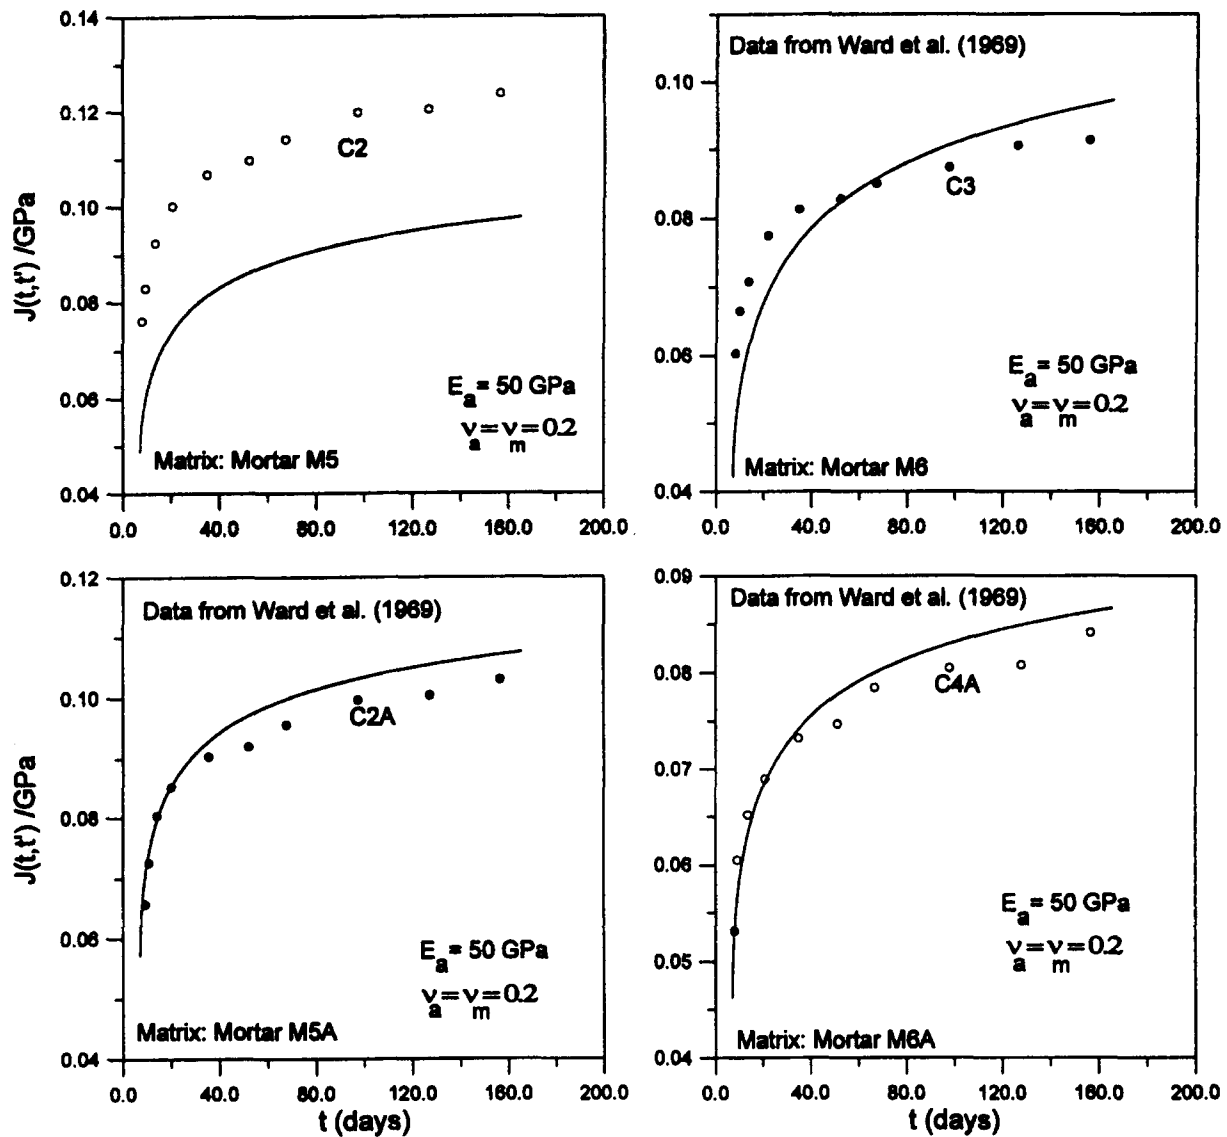 0.14
0.12
0.10
0.08
0.06
0.04
J(t,t') /GPa
C2
E_a = 50 GPa
ν_a = ν_m = 0.2
Matrix: Mortar M5
0.0 40.0 80.0 120.0 160.0 200.0
Data from Ward et al. (1969)
0.10
0.08
0.06
0.04
C3
E_a = 50 GPa
ν_a = ν_m = 0.2
Matrix: Mortar M6
0.0 40.0 80.0 120.0 160.0 200.0
0.12
0.10
0.08
0.06
0.04
J(t,t') /GPa
Data from Ward et al. (1969)
C2A
E_a = 50 GPa
ν_a = ν_m = 0.2
Matrix: Mortar M5A
0.0 40.0 80.0 120.0 160.0 200.0
t (days)
0.09
0.08
0.07
0.06
0.05
0.04
Data from Ward et al. (1969)
C4A
E_a = 50 GPa
ν_a = ν_m = 0.2
Matrix: Mortar M6A
0.0 40.0 80.0 120.0 160.0 200.0
t (days)